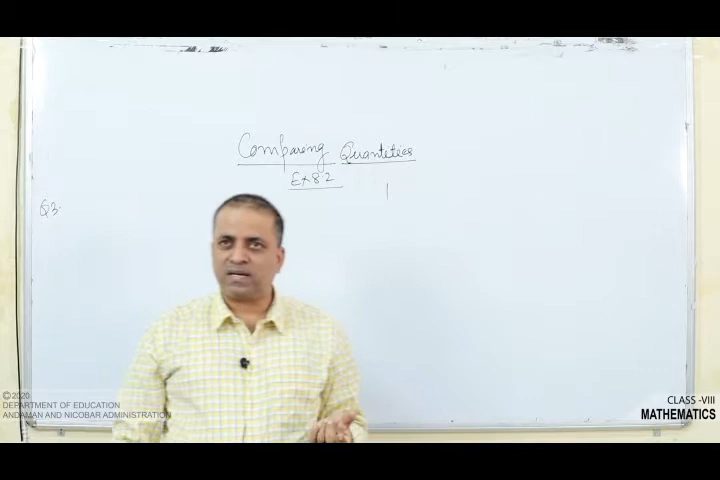 Comparing Quantities
Ex 8.2
Q3.
©2020
DEPARTMENT OF EDUCATION
ANDAMAN AND NICOBAR ADMINISTRATION
CLASS -VIII
MATHEMATICS